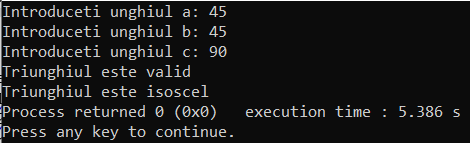 Introduceti unghiul a: 45
Introduceti unghiul b: 45
Introduceti unghiul c: 90
Triunghiul este valid
Triunghiul este isoscel
Process returned 0 (0x0)   execution time : 5.386 s
Press any key to continue.